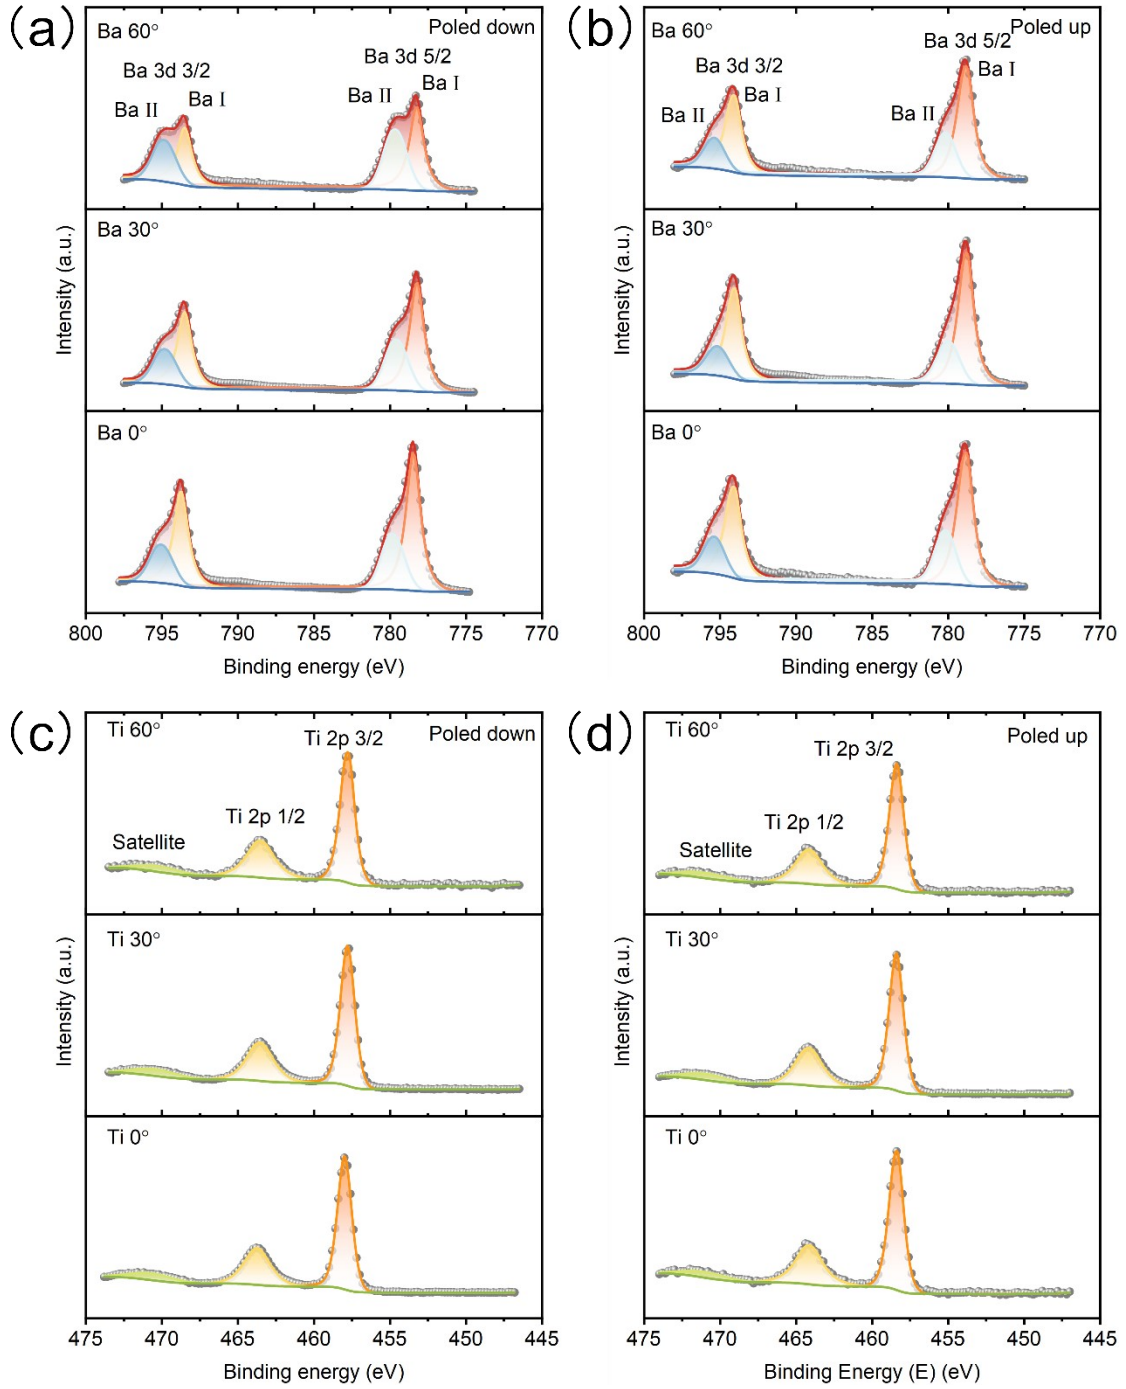 (a)
Ba 60°
Poled down
Ba 3d 5/2
Ba 3d 3/2
Ba II
Ba I
Ba II
Ba I
Ba 30°
Ba 0°
Intensity (a.u.)
800 795 790 785 780 775 770
Binding energy (eV)
(b)
Ba 60°
Poled up
Ba 3d 5/2
Ba 3d 3/2
Ba I
Ba II
Ba I
Ba II
Ba 30°
Ba 0°
Intensity (a.u.)
800 795 790 785 780 775 770
Binding energy (eV)
(c)
Ti 60°
Poled down
Ti 2p 3/2
Ti 2p 1/2
Satellite
Ti 30°
Ti 0°
Intensity (a.u.)
475 470 465 460 455 450 445
Binding energy (eV)
(d)
Ti 60°
Poled up
Ti 2p 3/2
Ti 2p 1/2
Satellite
Ti 30°
Ti 0°
Intensity (a.u.)
475 470 465 460 455 450 445
Binding Energy (E) (eV)